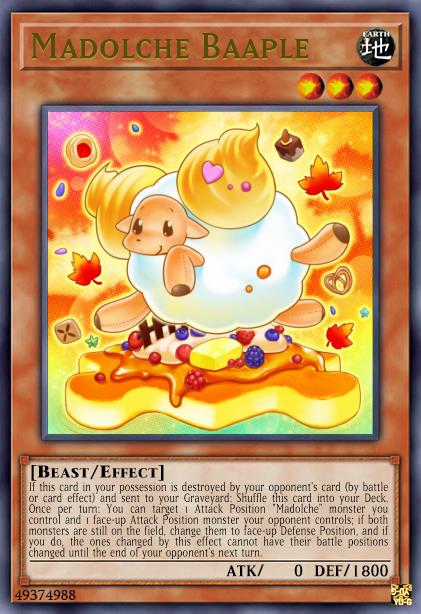 Madolche Baaple
EARTH
地
[Beast/Effect]
If this card in your possession is destroyed by your opponent's card (by battle
or card effect) and sent to your Graveyard: Shuffle this card into your Deck.
Once per turn: You can target 1 Attack Position "Madolche" monster you
control and 1 face-up Attack Position monster your opponent controls; if both
monsters are still on the field, change them to face-up Defense Position, and if
you do, the ones changed by this effect cannot have their battle positions
changed until the end of your opponent's next turn.
ATK/ 0 DEF/1800
49374988